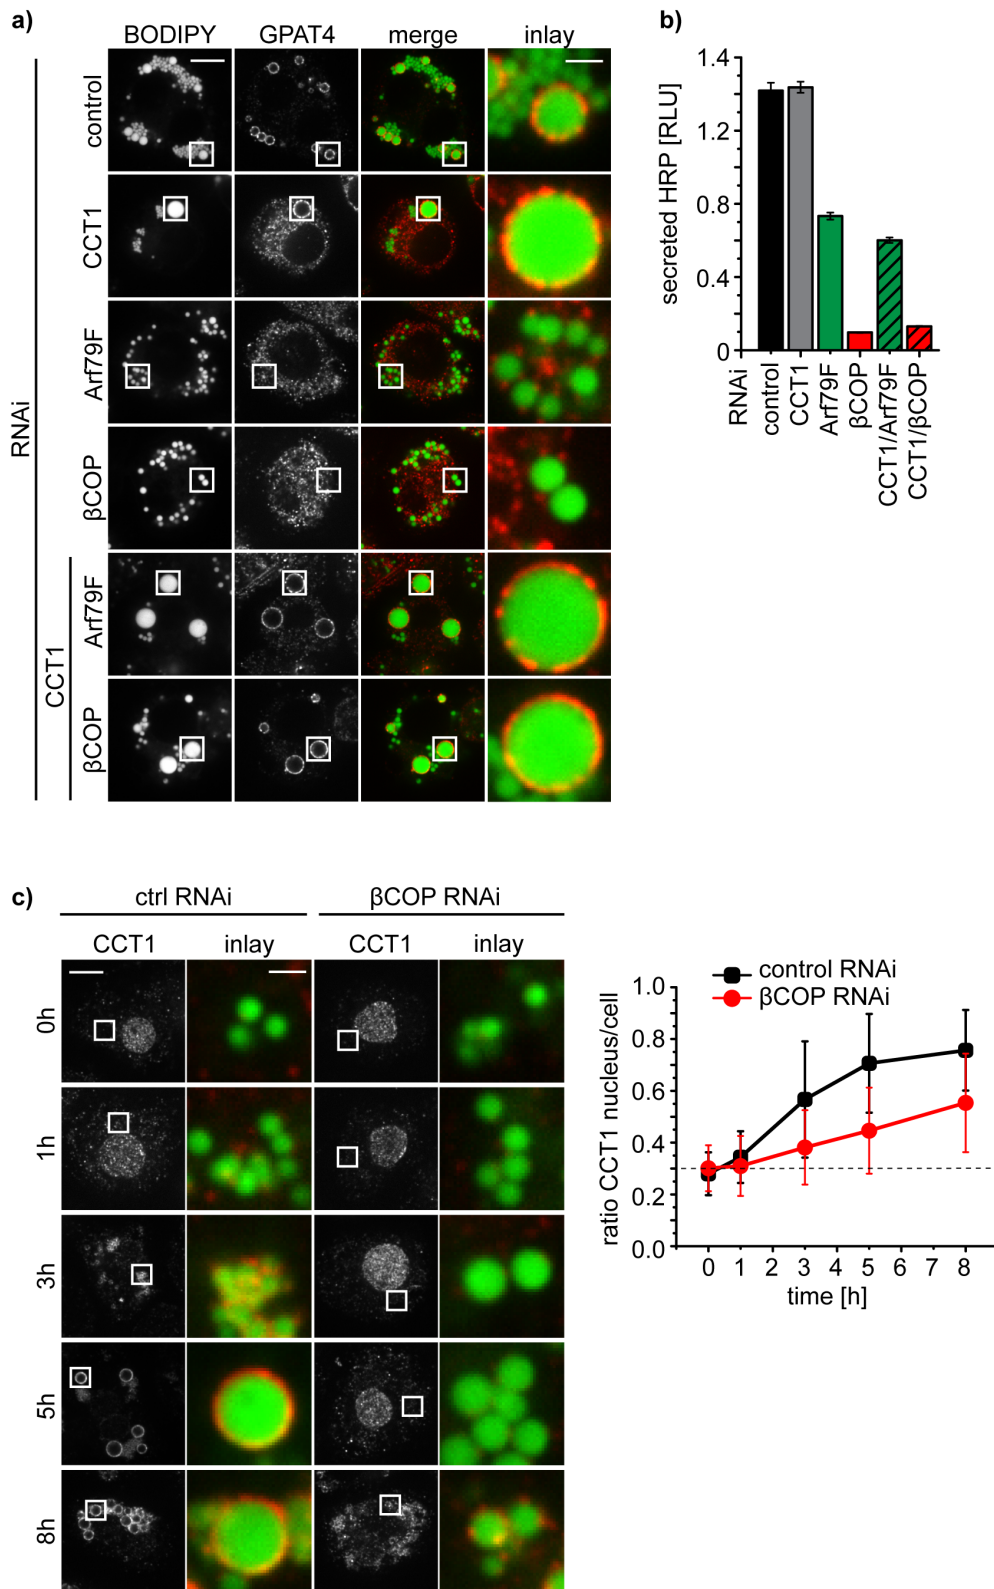 a)
BODIPY GPAT4 merge inlay
RNAi
control
CCT1
Arf79F
βCOP
CCT1
Arf79F
βCOP
b)
secreted HRP [RLU]
1.4
1.2
0.8
0.4
0
RNAi
control
CCT1
Arf79F
βCOP
CCT1/Arf79F
CCT1/βCOP
c)
ctrl RNAi βCOP RNAi
CCT1 inlay CCT1 inlay
0h
1h
3h
5h
8h
control RNAi
βCOP RNAi
ratio CCT1 nucleus/cell
1.0
0.8
0.6
0.4
0.2
0.0
0 1 2 3 4 5 6 7 8
time [h]